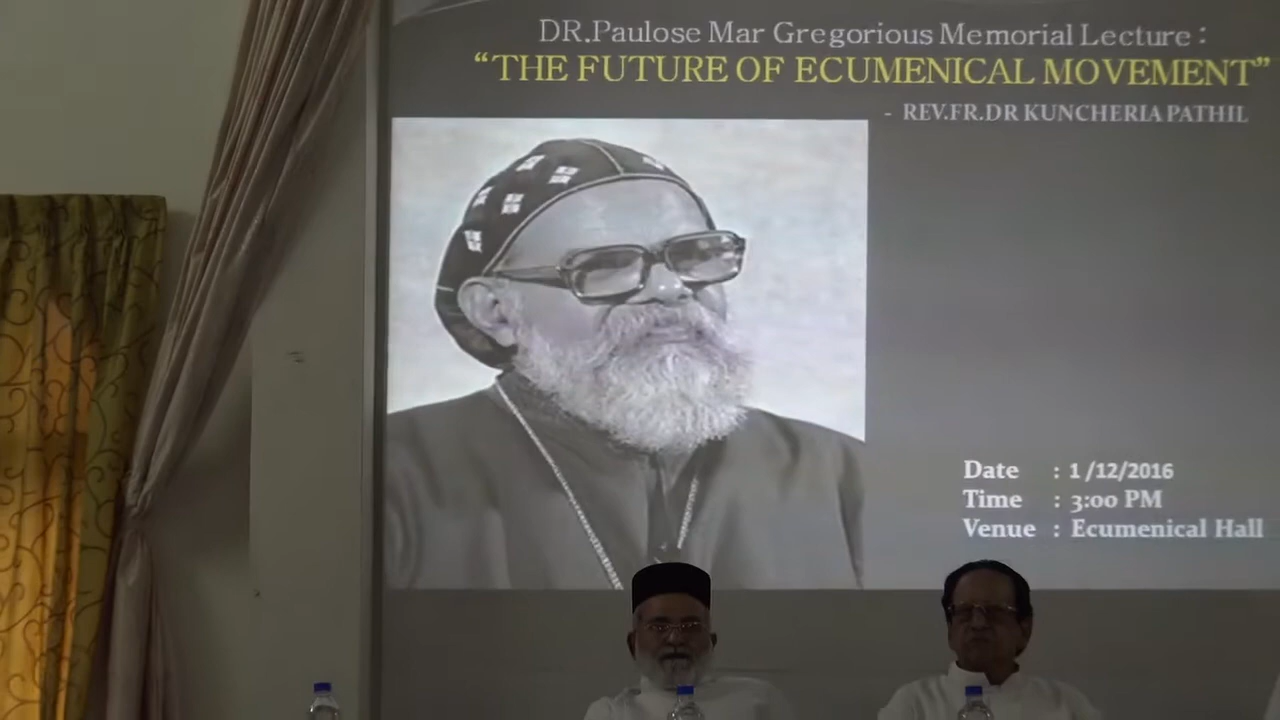 DR.Paulose Mar Gregorious Memorial Lecture :
“THE FUTURE OF ECUMENICAL MOVEMENT”
- REV.FR.DR KUNCHERIA PATHIL
Date : 1 /12/2016
Time : 3:00 PM
Venue : Ecumenical Hall